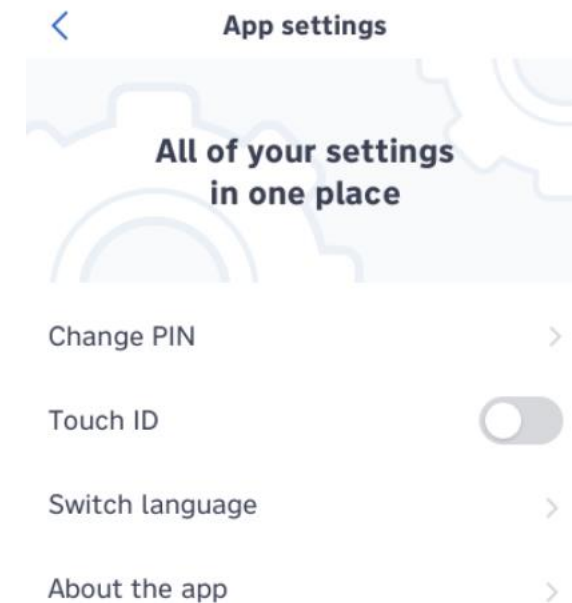 App settings
All of your settings
in one place
Change PIN
Touch ID
Switch language
About the app